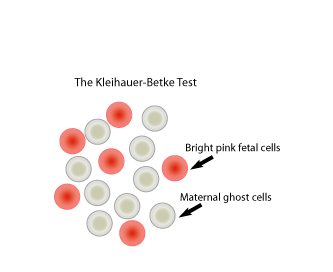 The Kleihauer-Betke Test
Bright pink fetal cells
Maternal ghost cells